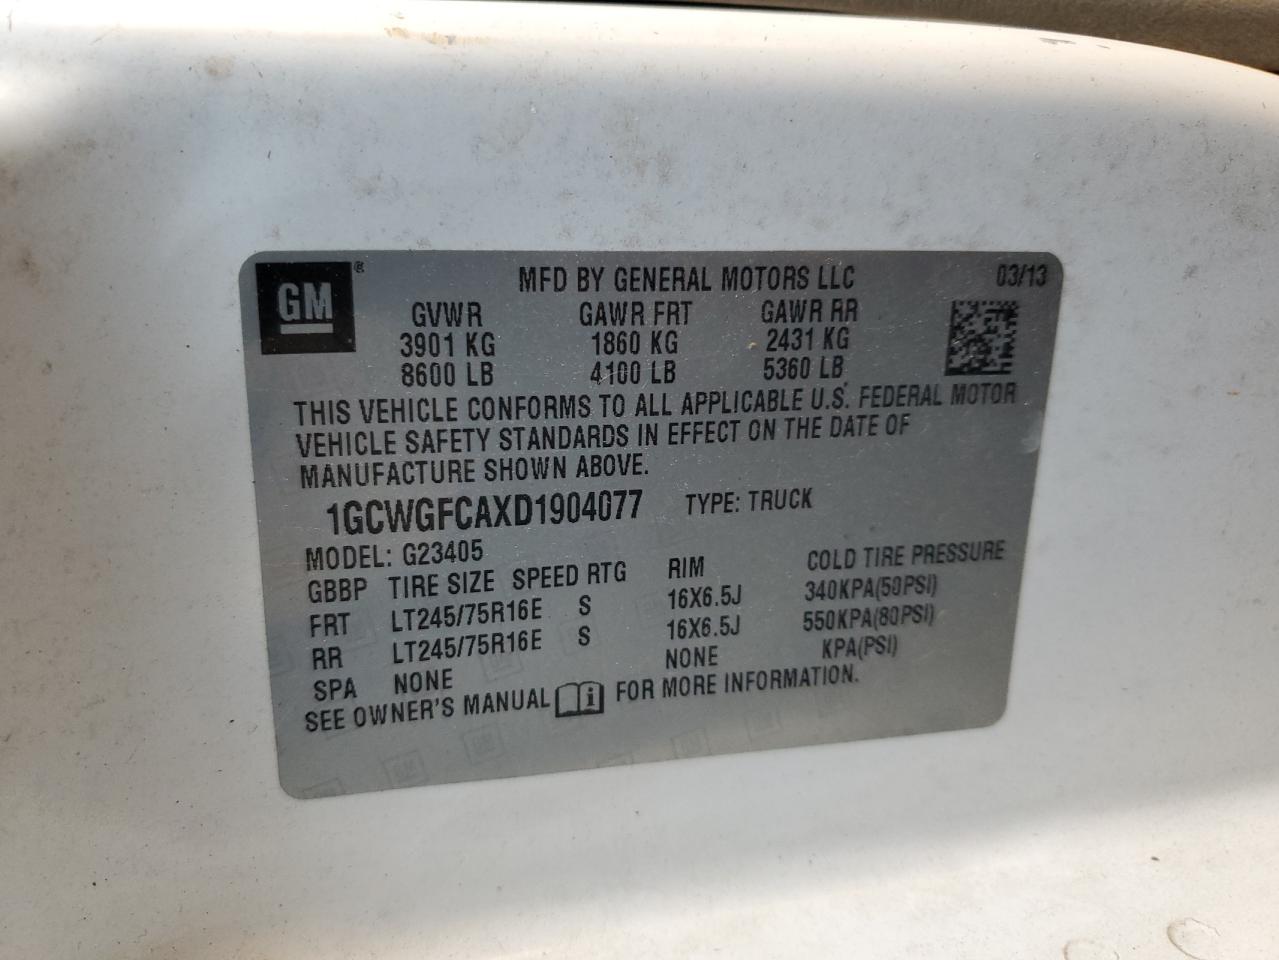 GM ® MFD BY GENERAL MOTORS LLC 03/13
GVWR GAWR FRT GAWR RR
3901 KG 1860 KG 2431 KG
8600 LB 4100 LB 5360 LB
THIS VEHICLE CONFORMS TO ALL APPLICABLE U.S. FEDERAL MOTOR
VEHICLE SAFETY STANDARDS IN EFFECT ON THE DATE OF
MANUFACTURE SHOWN ABOVE.
1GCWGFCAXD1904077 TYPE: TRUCK
MODEL: G23405
GBBP TIRE SIZE SPEED RTG RIM COLD TIRE PRESSURE
FRT LT245/75R16E S 16X6.5J 340KPA(50PSI)
RR LT245/75R16E S 16X6.5J 550KPA(80PSI)
SPA NONE NONE KPA(PSI)
SEE OWNER'S MANUAL FOR MORE INFORMATION.